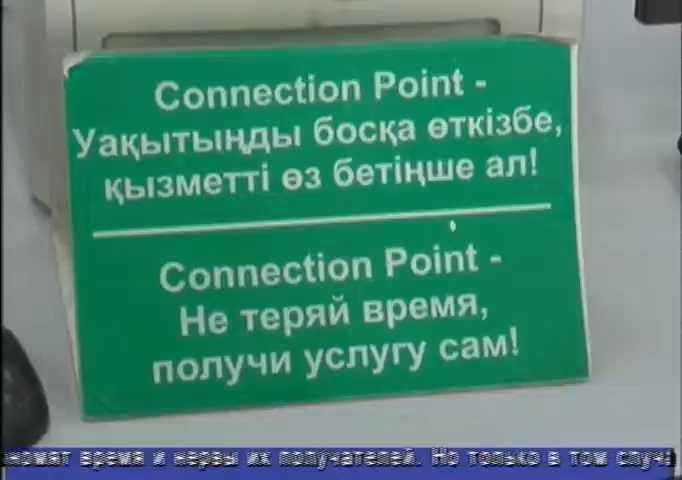 Connection Point -
Уақытыңды босқа өткізбе,
қызметті өз бетіңше ал!
Connection Point -
Не теряй время,
получи услугу сам!
время и нервы их получателей. Но только в том случ